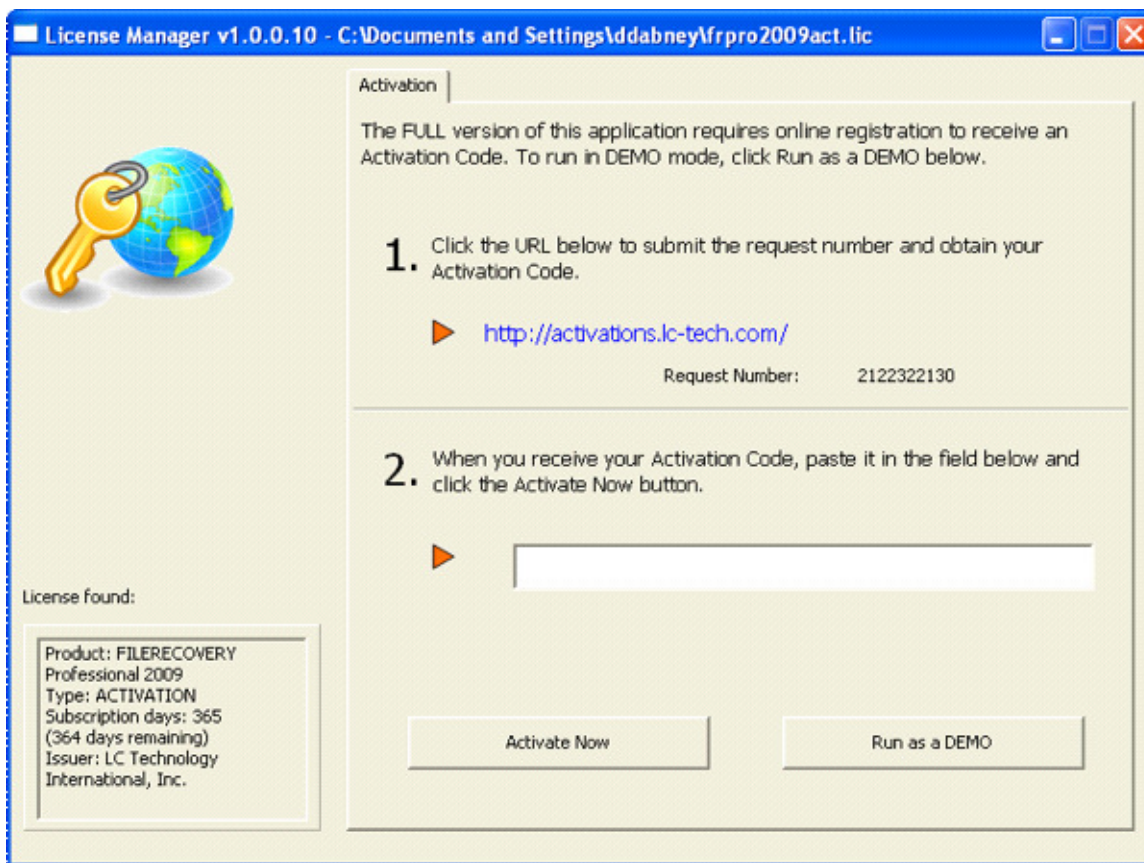 License Manager v1.0.0.10 - C:\Documents and Settings\ddabney\frpro2009act.lic
Activation
The FULL version of this application requires online registration to receive an
Activation Code. To run in DEMO mode, click Run as a DEMO below.
1. Click the URL below to submit the request number and obtain your
Activation Code.
http://activations.lc-tech.com/
Request Number: 2122322130
2. When you receive your Activation Code, paste it in the field below and
click the Activate Now button.
License found:
Product: FILERECOVERY
Professional 2009
Type: ACTIVATION
Subscription days: 365
(364 days remaining)
Issuer: LC Technology
International, Inc.
Activate Now
Run as a DEMO